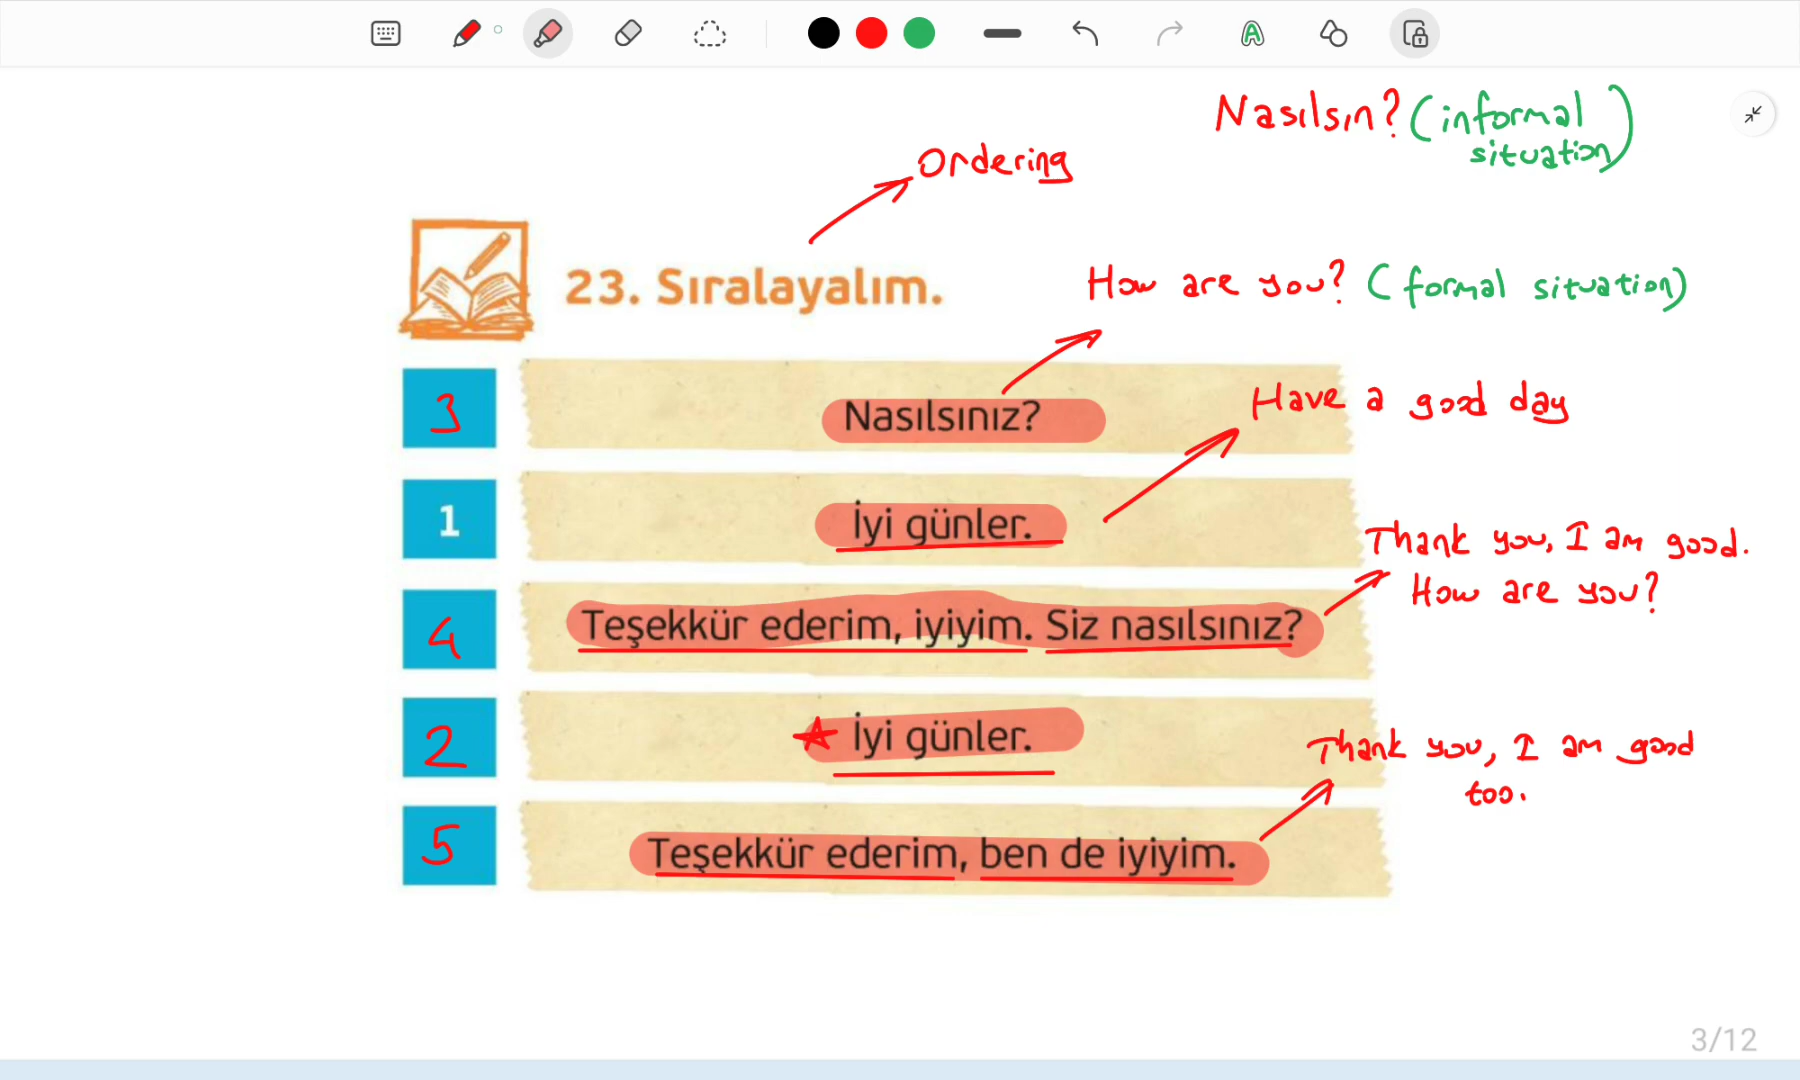 Nasılsın? (informal
situation)
Ordering
23. Sıralayalım.
How are you? (formal situation)
3 Nasılsınız?
Have a good day
1 İyi günler.
Thank you, I am good.
How are you?
4 Teşekkür ederim, iyiyim. Siz nasılsınız?
2 İyi günler.
Thank you, I am good
too.
5 Teşekkür ederim, ben de iyiyim.
3/12